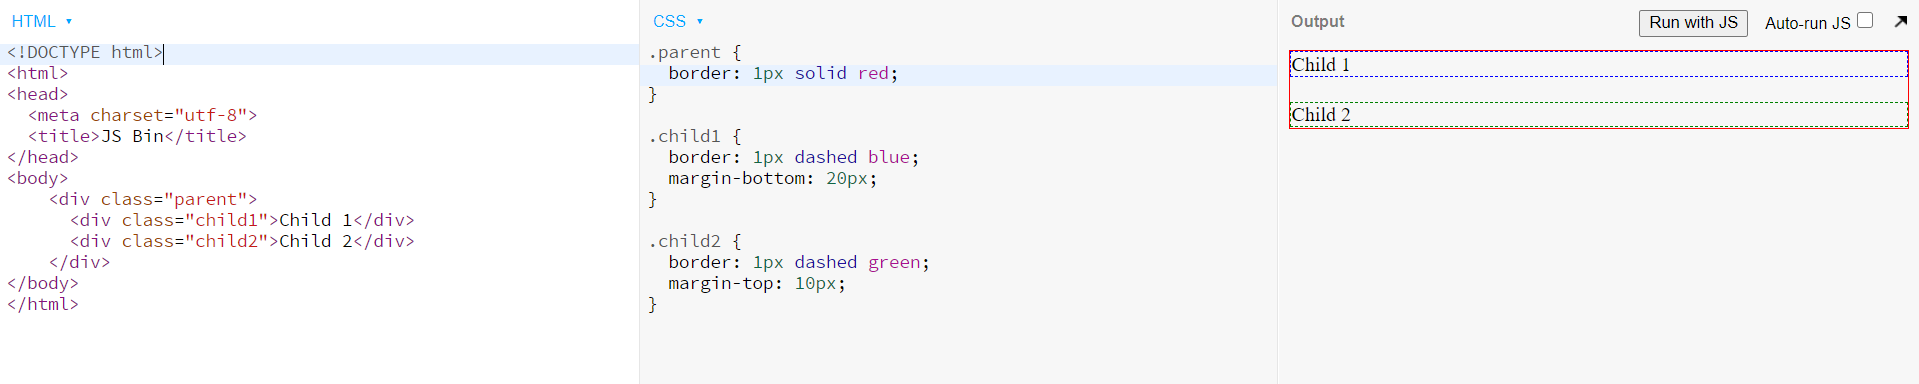 HTML ▾
<!DOCTYPE html>
<html>
<head>
  <meta charset="utf-8">
  <title>JS Bin</title>
</head>
<body>
    <div class="parent">
      <div class="child1">Child 1</div>
      <div class="child2">Child 2</div>
    </div>
</body>
</html>
CSS ▾
.parent {
  border: 1px solid red;
}

.child1 {
  border: 1px dashed blue;
  margin-bottom: 20px;
}

.child2 {
  border: 1px dashed green;
  margin-top: 10px;
}
Output Run with JS Auto-run JS
Child 1
Child 2